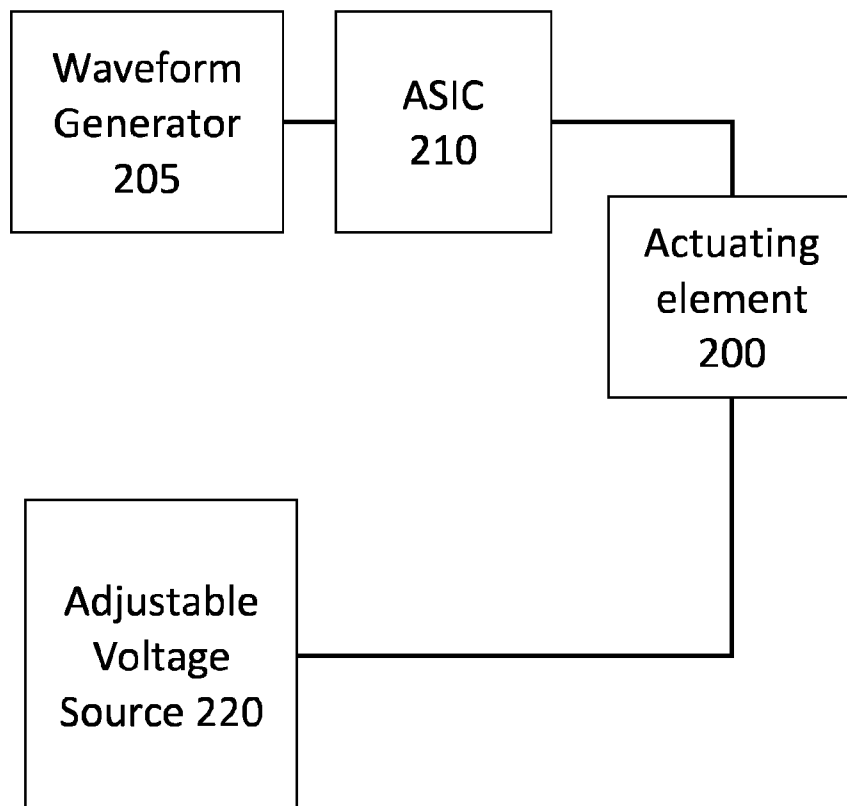 Waveform
Generator
205
ASIC
210
Actuating
element
200
Adjustable
Voltage
Source 220